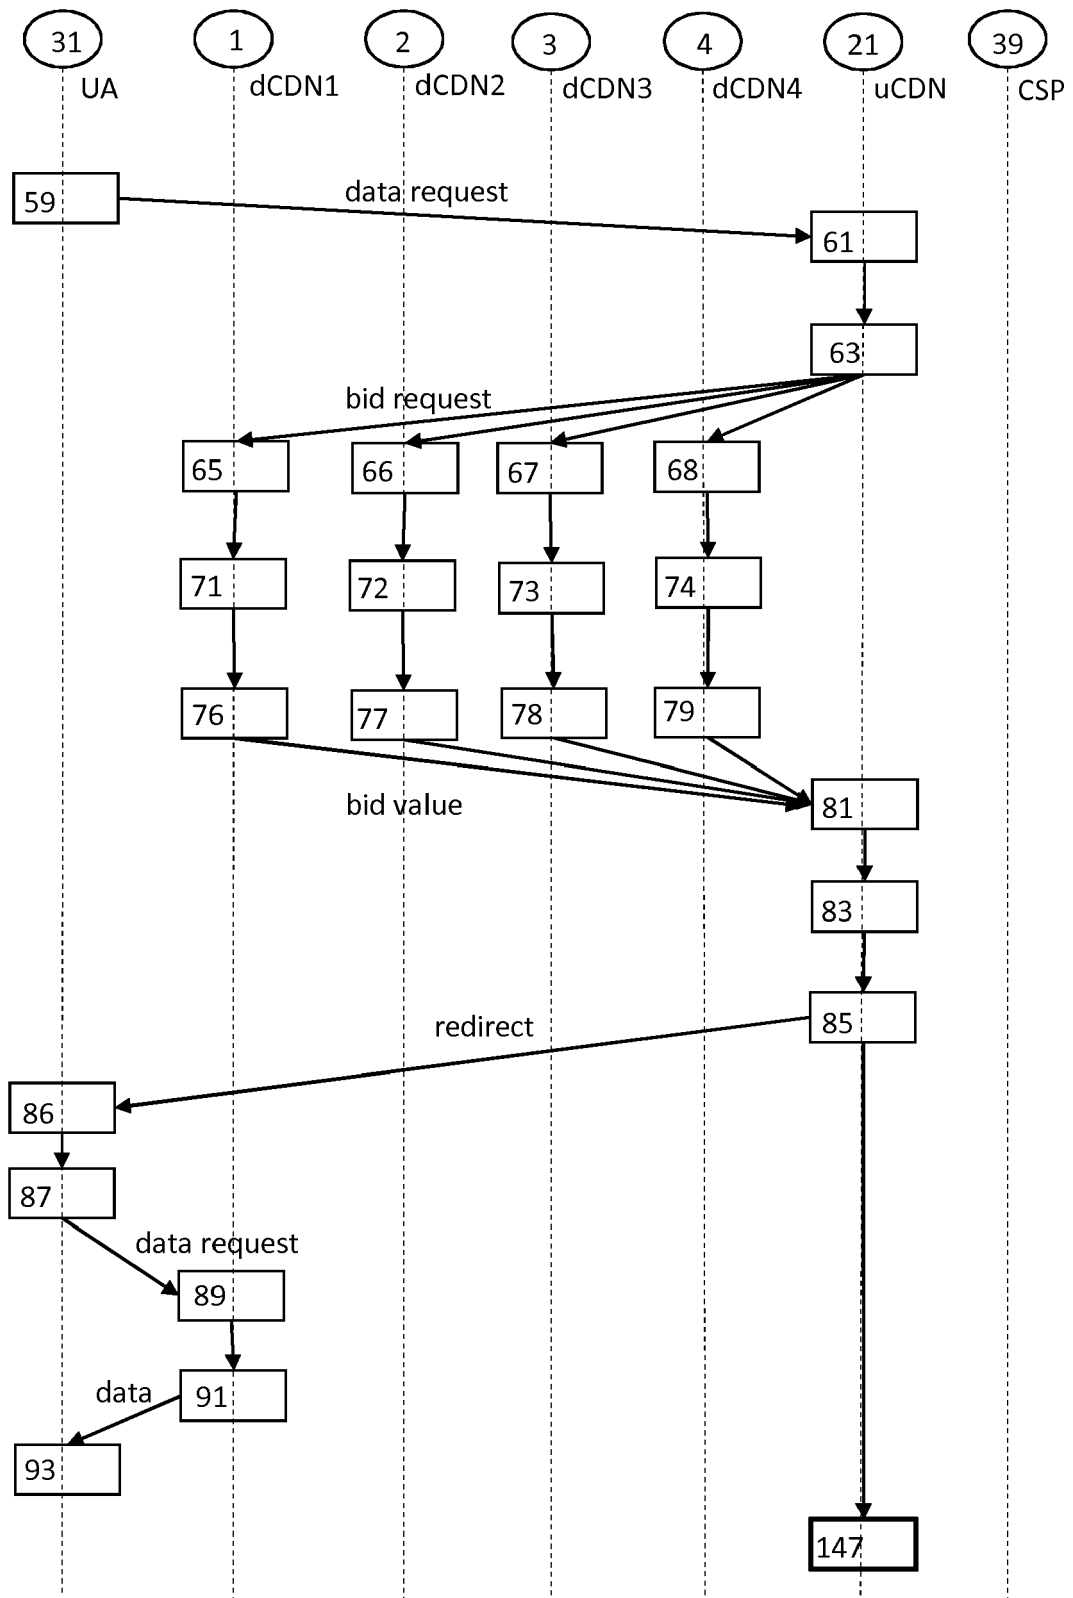 31 1 2 3 4 21 39
UA dCDN1 dCDN2 dCDN3 dCDN4 uCDN CSP
59 data request
61
63
bid request
65 66 67 68
71 72 73 74
76 77 78 79
bid value 81
83
redirect 85
86
87
data request
89
data 91
93
147